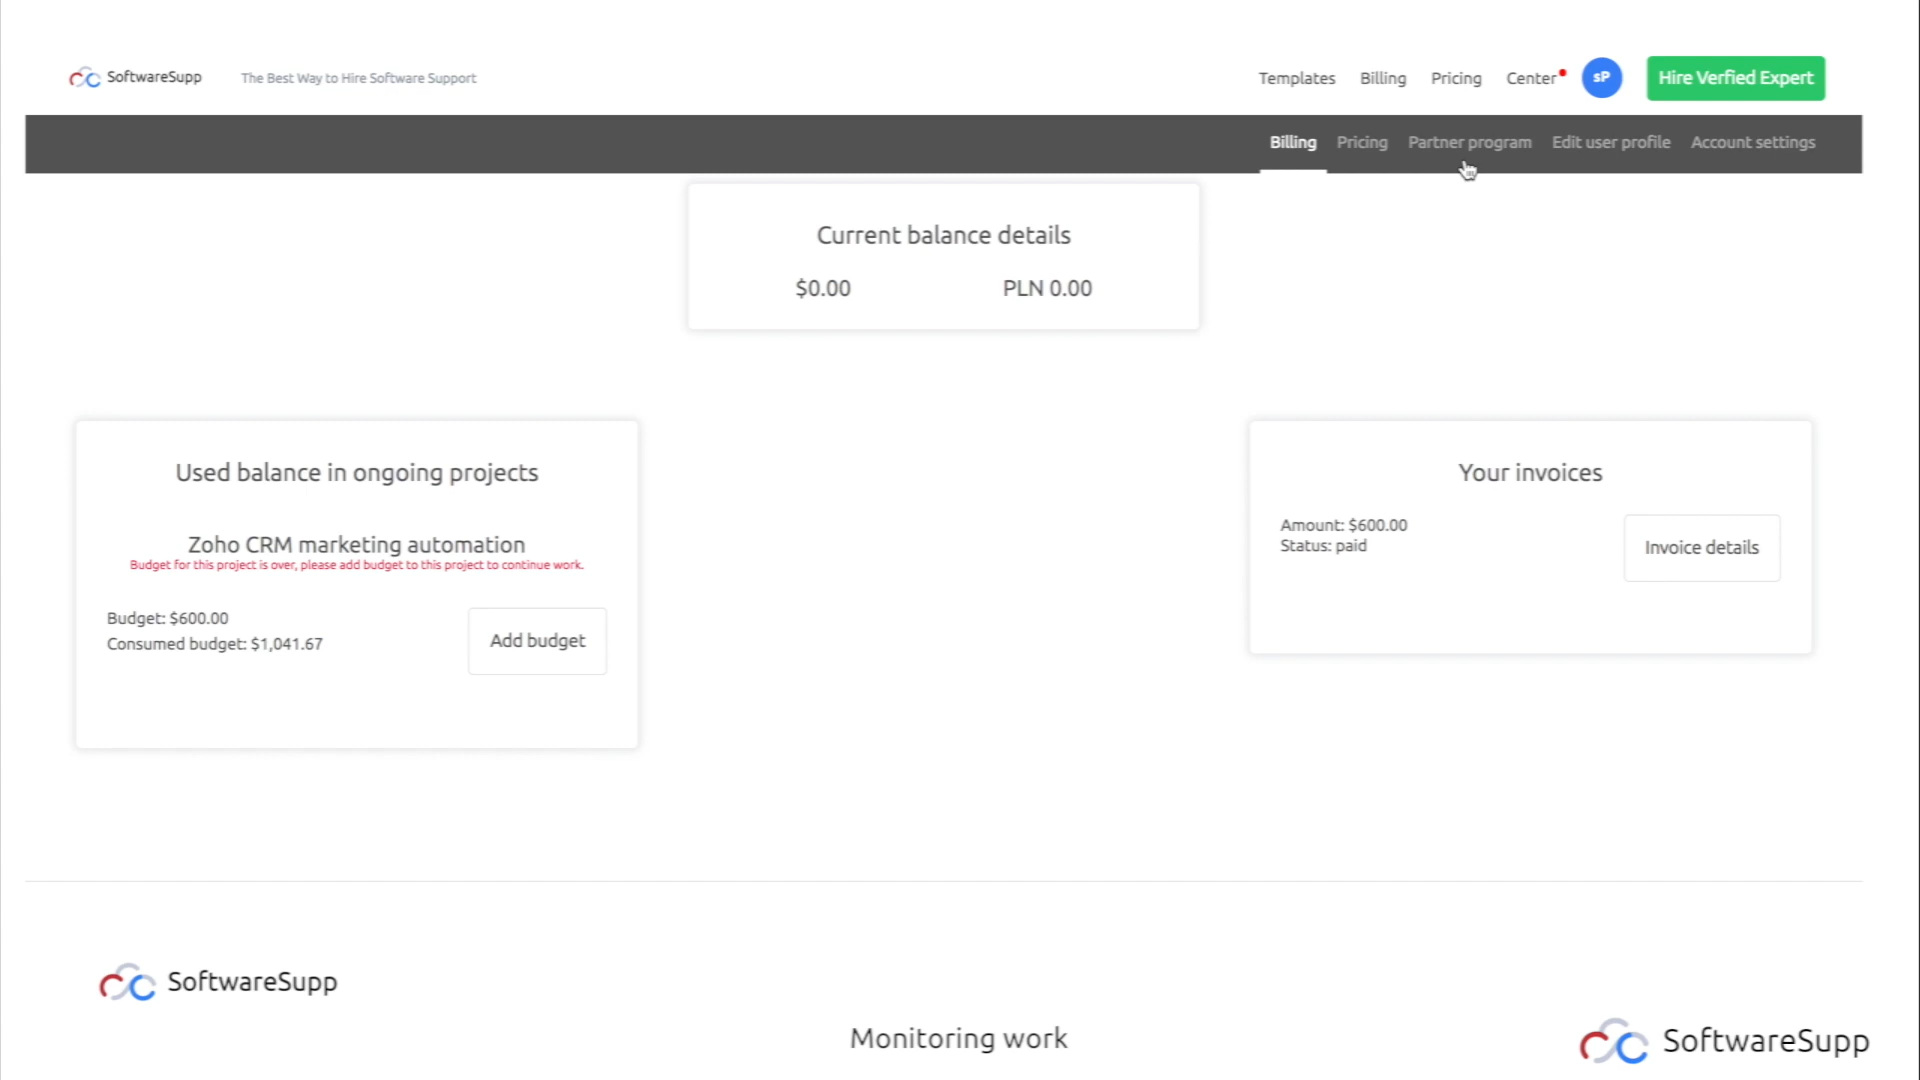 SoftwareSupp
The Best Way to Hire Software Support
Templates
Billing
Pricing
Center
sP
Hire Verfied Expert
Billing
Pricing
Partner program
Edit user profile
Account settings
Current balance details
$0.00
PLN 0.00
Used balance in ongoing projects
Zoho CRM marketing automation
Budget for this project is over, please add budget to this project to continue work.
Budget: $600.00
Consumed budget: $1,041.67
Add budget
Your invoices
Amount: $600.00
Status: paid
Invoice details
SoftwareSupp
Monitoring work
SoftwareSupp